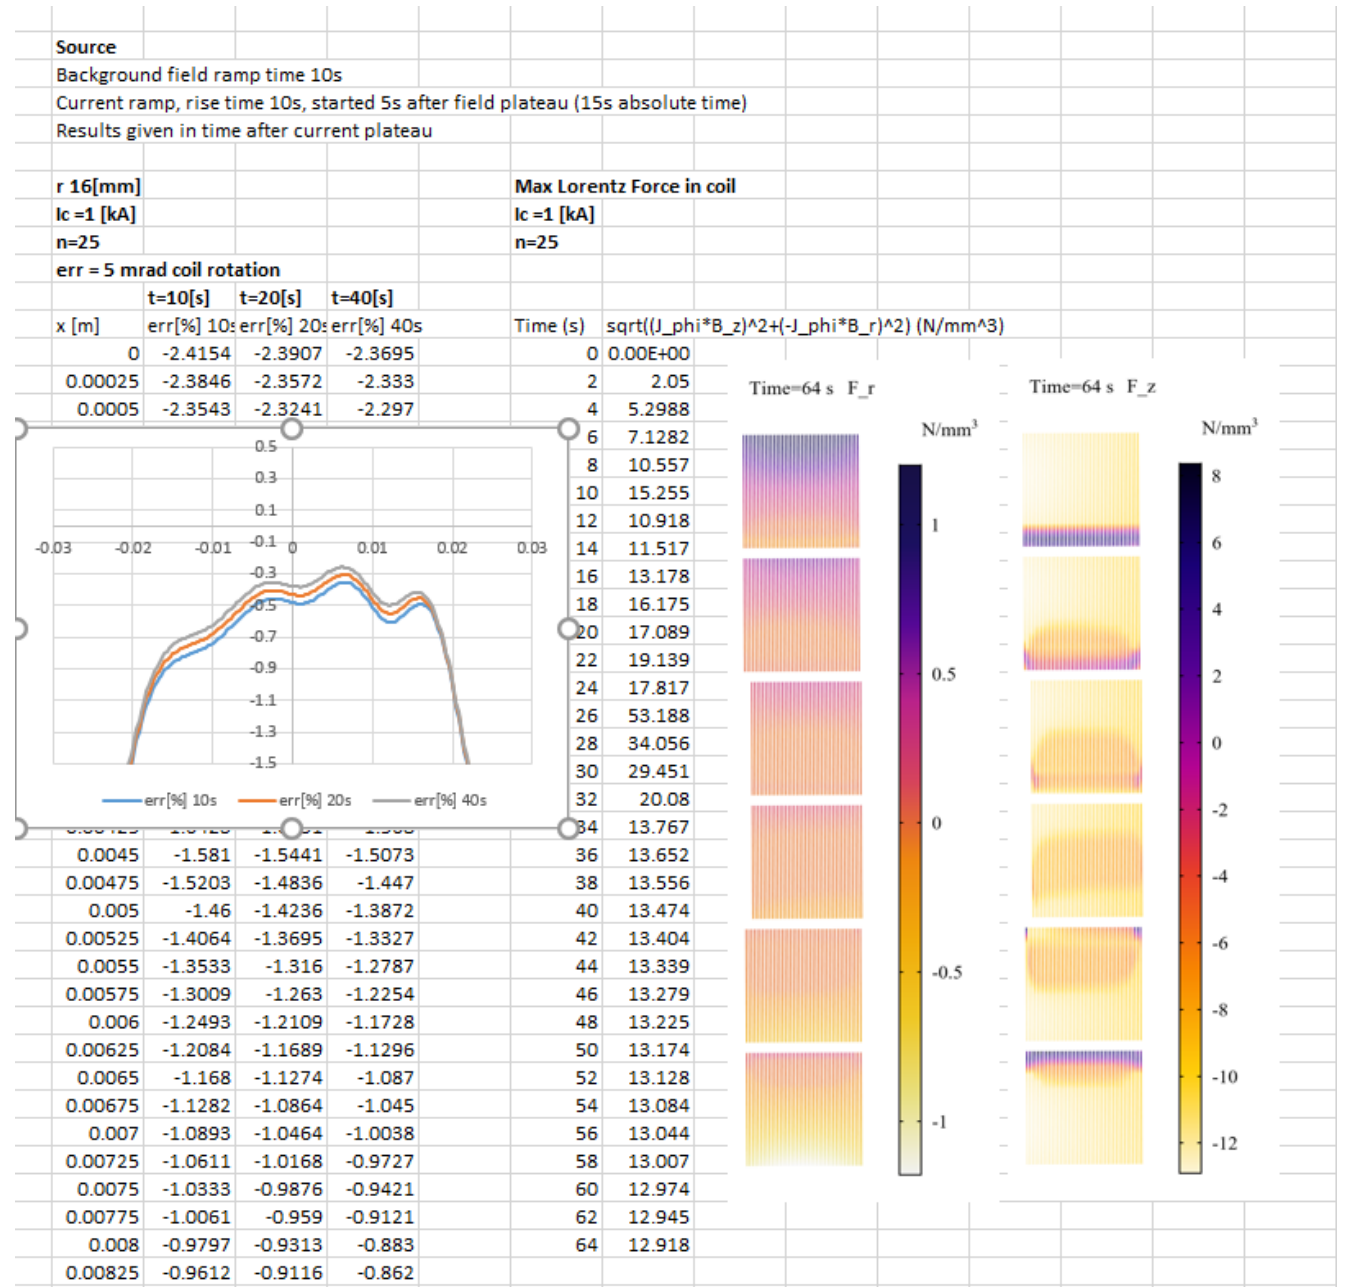 Source
Background field ramp time 10s
Current ramp, rise time 10s, started 5s after field plateau (15s absolute time)
Results given in time after current plateau
r 16[mm] Max Lorentz Force in coil
Ic =1 [kA] Ic =1 [kA]
n=25 n=25
err = 5 mrad coil rotation
t=10[s] t=20[s] t=40[s]
x [m] err[%] 10s err[%] 20s err[%] 40s Time (s) sqrt((J_phi*B_z)^2+(-J_phi*B_r)^2) (N/mm^3)
0 -2.4154 -2.3907 -2.3695 0 0.00E+00
0.00025 -2.3846 -2.3572 -2.333 2 2.05
0.0005 -2.3543 -2.3241 -2.297 4 5.2988
6 7.1282
8 10.557
10 15.255
12 10.918
14 11.517
16 13.178
18 16.175
20 17.089
22 19.139
24 17.817
26 53.188
28 34.056
30 29.451
32 20.08
34 13.767
0.0045 -1.581 -1.5441 -1.5073 36 13.652
0.00475 -1.5203 -1.4836 -1.447 38 13.556
0.005 -1.46 -1.4236 -1.3872 40 13.474
0.00525 -1.4064 -1.3695 -1.3327 42 13.404
0.0055 -1.3533 -1.316 -1.2787 44 13.339
0.00575 -1.3009 -1.263 -1.2254 46 13.279
0.006 -1.2493 -1.2109 -1.1728 48 13.225
0.00625 -1.2084 -1.1689 -1.1296 50 13.174
0.0065 -1.168 -1.1274 -1.087 52 13.128
0.00675 -1.1282 -1.0864 -1.045 54 13.084
0.007 -1.0893 -1.0464 -1.0038 56 13.044
0.00725 -1.0611 -1.0168 -0.9727 58 13.007
0.0075 -1.0333 -0.9876 -0.9421 60 12.974
0.00775 -1.0061 -0.959 -0.9121 62 12.945
0.008 -0.9797 -0.9313 -0.883 64 12.918
0.00825 -0.9612 -0.9116 -0.862
0.5
0.3
0.1
-0.1
-0.3
-0.5
-0.7
-0.9
-1.1
-1.3
-1.5
-0.03 -0.02 -0.01 0 0.01 0.02 0.03
err[%] 10s err[%] 20s err[%] 40s
Time=64 s F_r
N/mm³
1
0.5
0
-0.5
-1
Time=64 s F_z
N/mm³
8
6
4
2
0
-2
-4
-6
-8
-10
-12